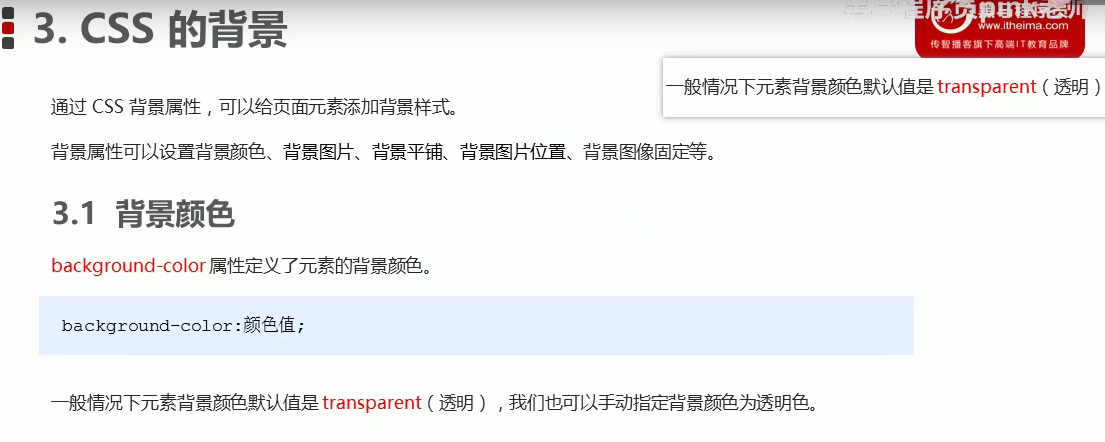 3. CSS 的背景
www.itheima.com
传智播客旗下高端IT教育品牌
一般情况下元素背景颜色默认值是 transparent（透明）
通过 CSS 背景属性，可以给页面元素添加背景样式。
背景属性可以设置背景颜色、背景图片、背景平铺、背景图片位置、背景图像固定等。
3.1 背景颜色
background-color 属性定义了元素的背景颜色。
background-color:颜色值;
一般情况下元素背景颜色默认值是 transparent（透明），我们也可以手动指定背景颜色为透明色。